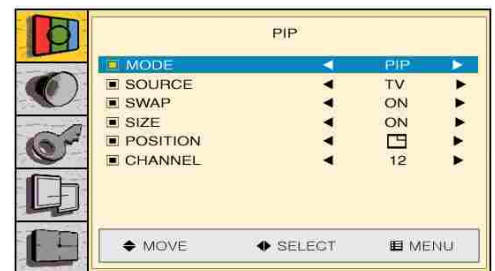 PIP
MODE ◄ PIP ►
SOURCE ◄ TV ►
SWAP ◄ ON ►
SIZE ◄ ON ►
POSITION ◄ ►
CHANNEL ◄ 12 ►
MOVE SELECT MENU